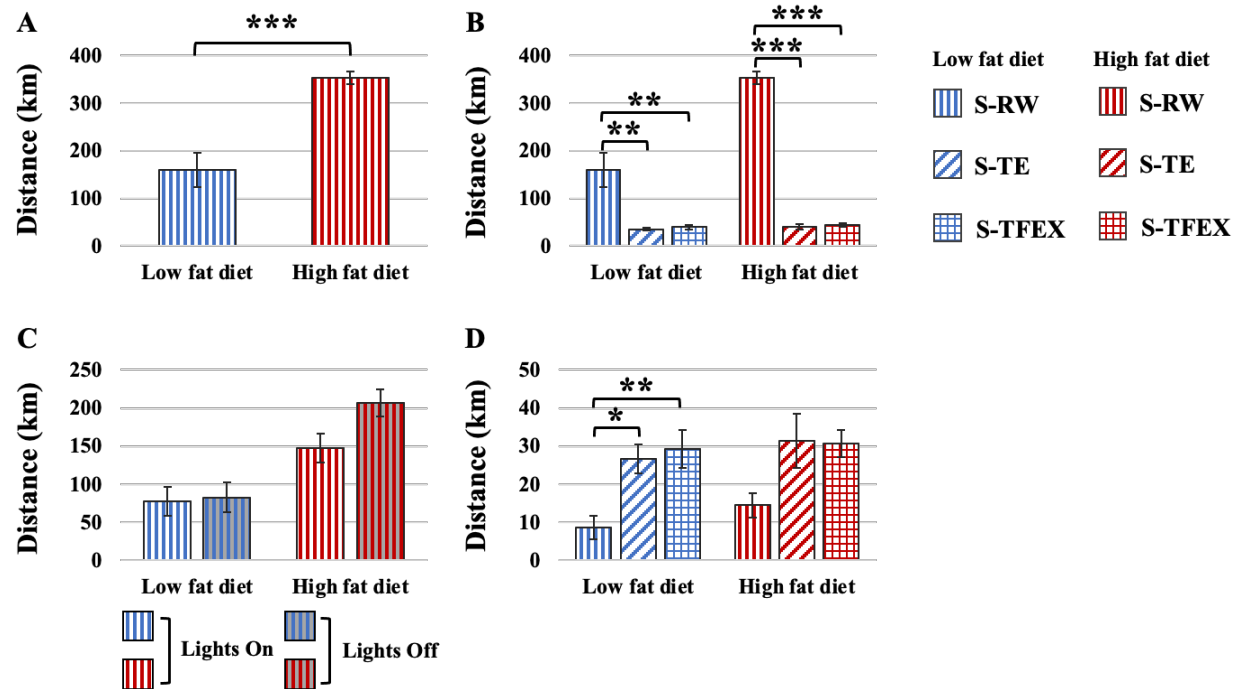 A
***
Distance (km)
400
300
200
100
0
Low fat diet
High fat diet
B
***
***
**
**
Distance (km)
400
300
200
100
0
Low fat diet
High fat diet
Low fat diet
High fat diet
S-RW
S-RW
S-TE
S-TE
S-TFEX
S-TFEX
C
Distance (km)
250
200
150
100
50
0
Low fat diet
High fat diet
Lights On
Lights Off
D
**
*
Distance (km)
50
40
30
20
10
0
Low fat diet
High fat diet